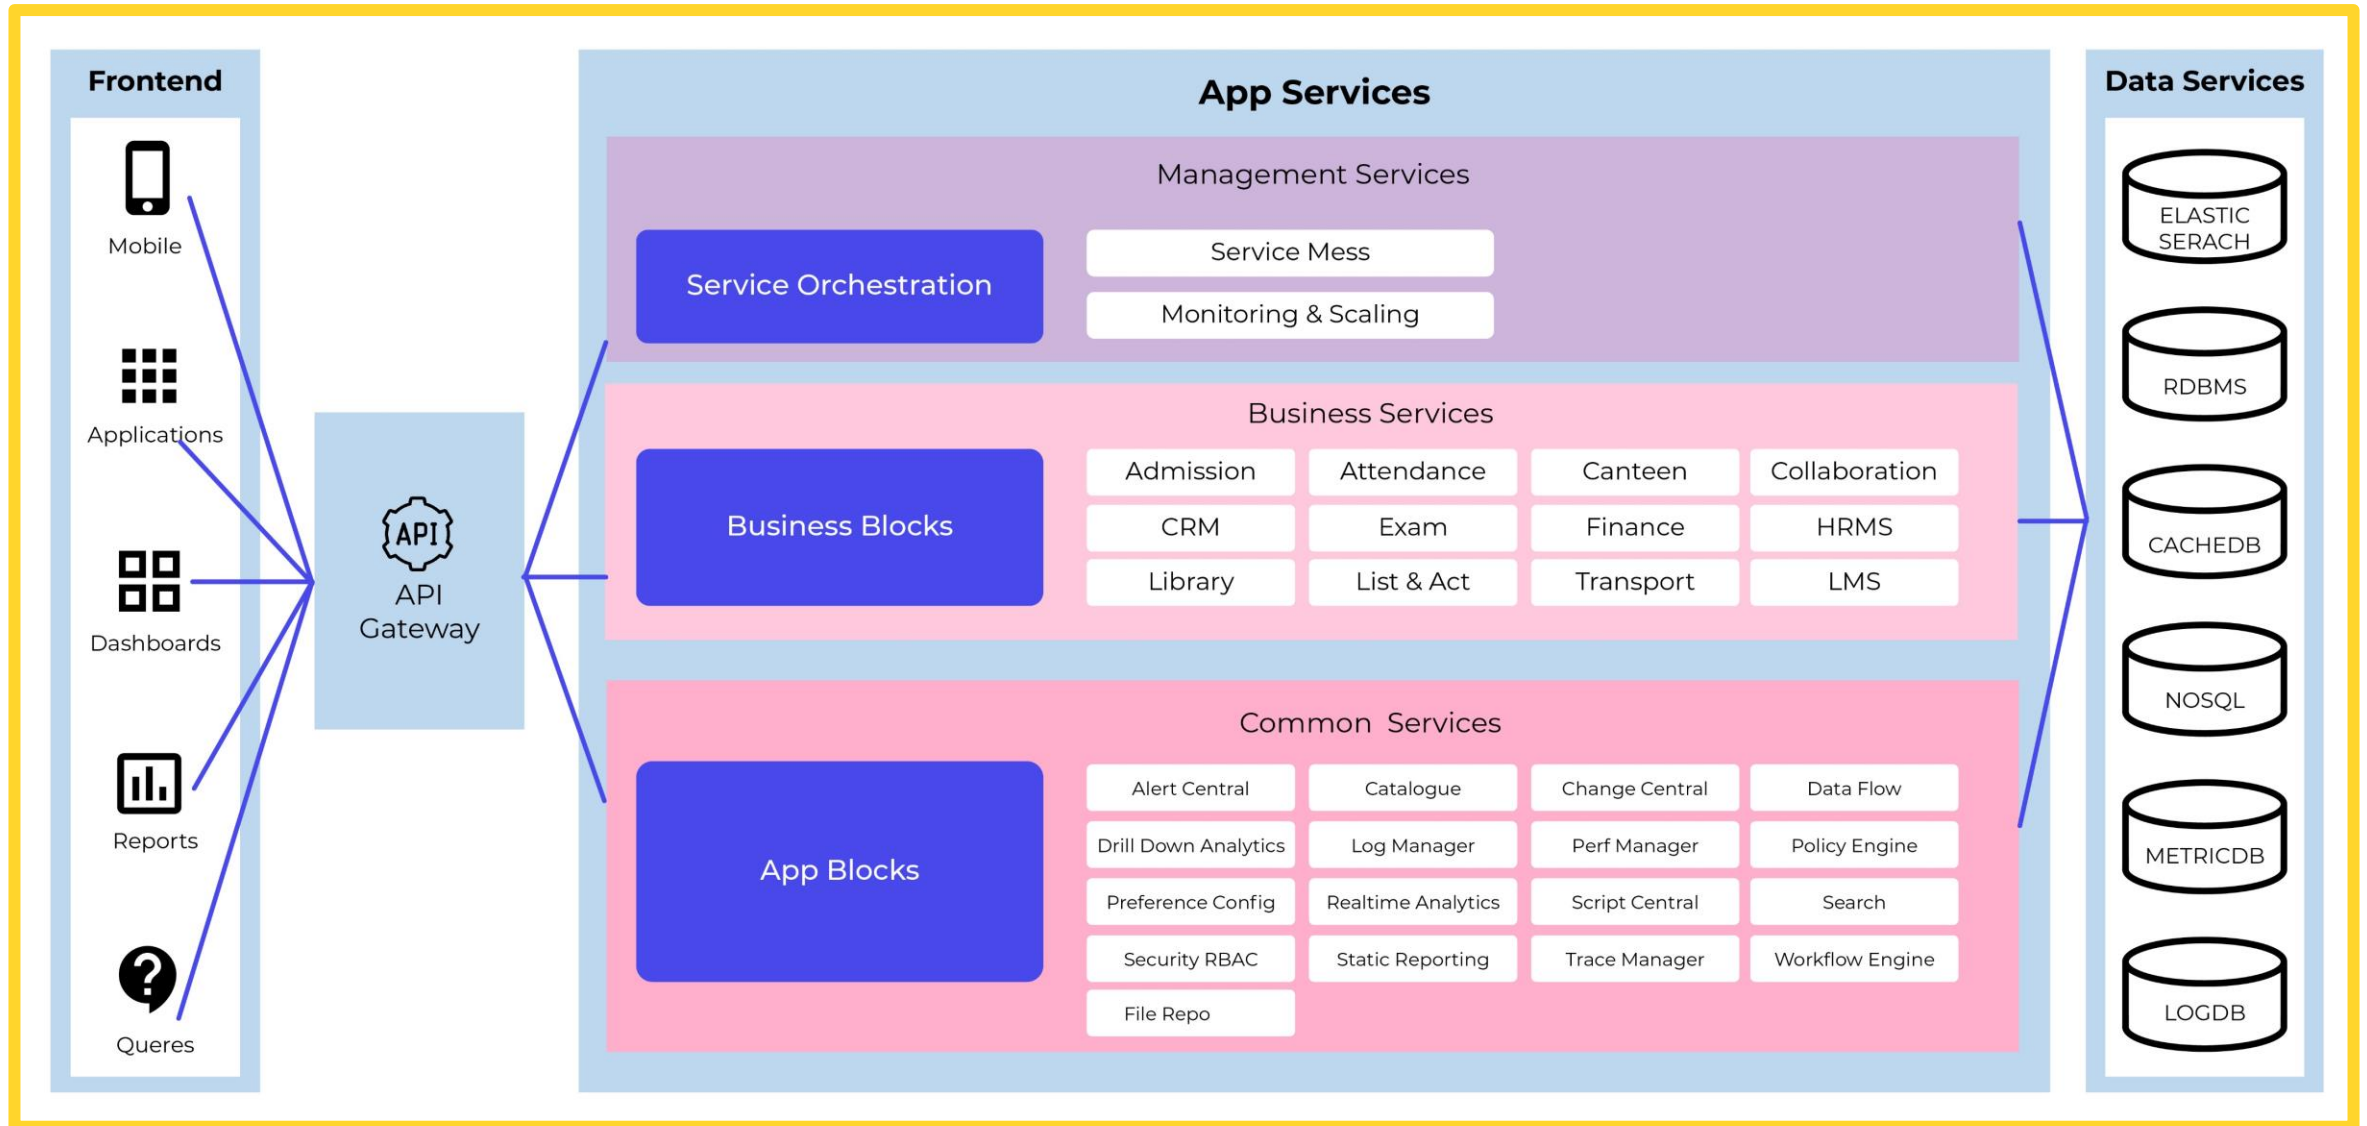 Frontend
Mobile
Applications
Dashboards
Reports
Queres
API
API
Gateway
App Services
Management Services
Service Orchestration
Service Mess
Monitoring & Scaling
Business Services
Business Blocks
Admission
Attendance
Canteen
Collaboration
CRM
Exam
Finance
HRMS
Library
List & Act
Transport
LMS
Common Services
App Blocks
Alert Central
Catalogue
Change Central
Data Flow
Drill Down Analytics
Log Manager
Perf Manager
Policy Engine
Preference Config
Realtime Analytics
Script Central
Search
Security RBAC
Static Reporting
Trace Manager
Workflow Engine
File Repo
Data Services
ELASTIC
SERACH
RDBMS
CACHEDB
NOSQL
METRICDB
LOGDB